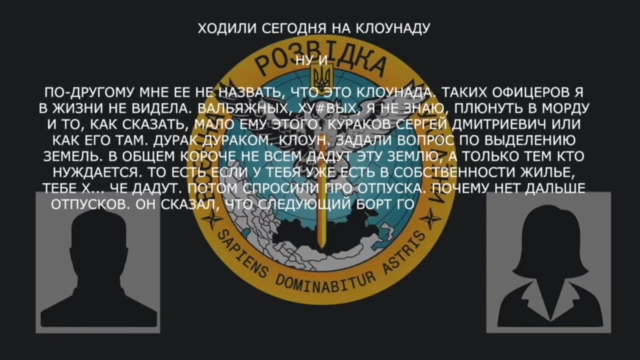 ХОДИЛИ СЕГОДНЯ НА КЛОУНАДУ
НУ И
ПО-ДРУГОМУ МНЕ ЕЕ НЕ НАЗВАТЬ, ЧТО ЭТО КЛОУНАДА. ТАКИХ ОФИЦЕРОВ Я
В ЖИЗНИ НЕ ВИДЕЛА. ВАЛЬЯЖНЫХ, ХУ#ВЫХ, Я НЕ ЗНАЮ, ПЛЮНУТЬ В МОРДУ
И ТО, КАК СКАЗАТЬ, МАЛО ЕМУ ЭТОГО. КУРАКОВ СЕРГЕЙ ДМИТРИЕВИЧ ИЛИ
КАК ЕГО ТАМ. ДУРАК ДУРАКОМ, КЛОУН. ЗАДАЛИ ВОПРОС ПО ВЫДЕЛЕНИЮ
ЗЕМЕЛЬ. В ОБЩЕМ КОРОЧЕ НЕ ВСЕМ ДАДУТ ЭТУ ЗЕМЛЮ, А ТОЛЬКО ТЕМ КТО
НУЖДАЕТСЯ. ТО ЕСТЬ ЕСЛИ У ТЕБЯ УЖЕ ЕСТЬ В СОБСТВЕННОСТИ ЖИЛЬЕ,
ТЕБЕ Х... ЧЕ ДАДУТ. ПОТОМ СПРОСИЛИ ПРО ОТПУСКА. ПОЧЕМУ НЕТ ДАЛЬШЕ
ОТПУСКОВ. ОН СКАЗАЛ, ЧТО СЛЕДУЮЩИЙ БОРТ ГО
РОЗВІДКА
SAPIENS DOMINABITUR ASTRIS